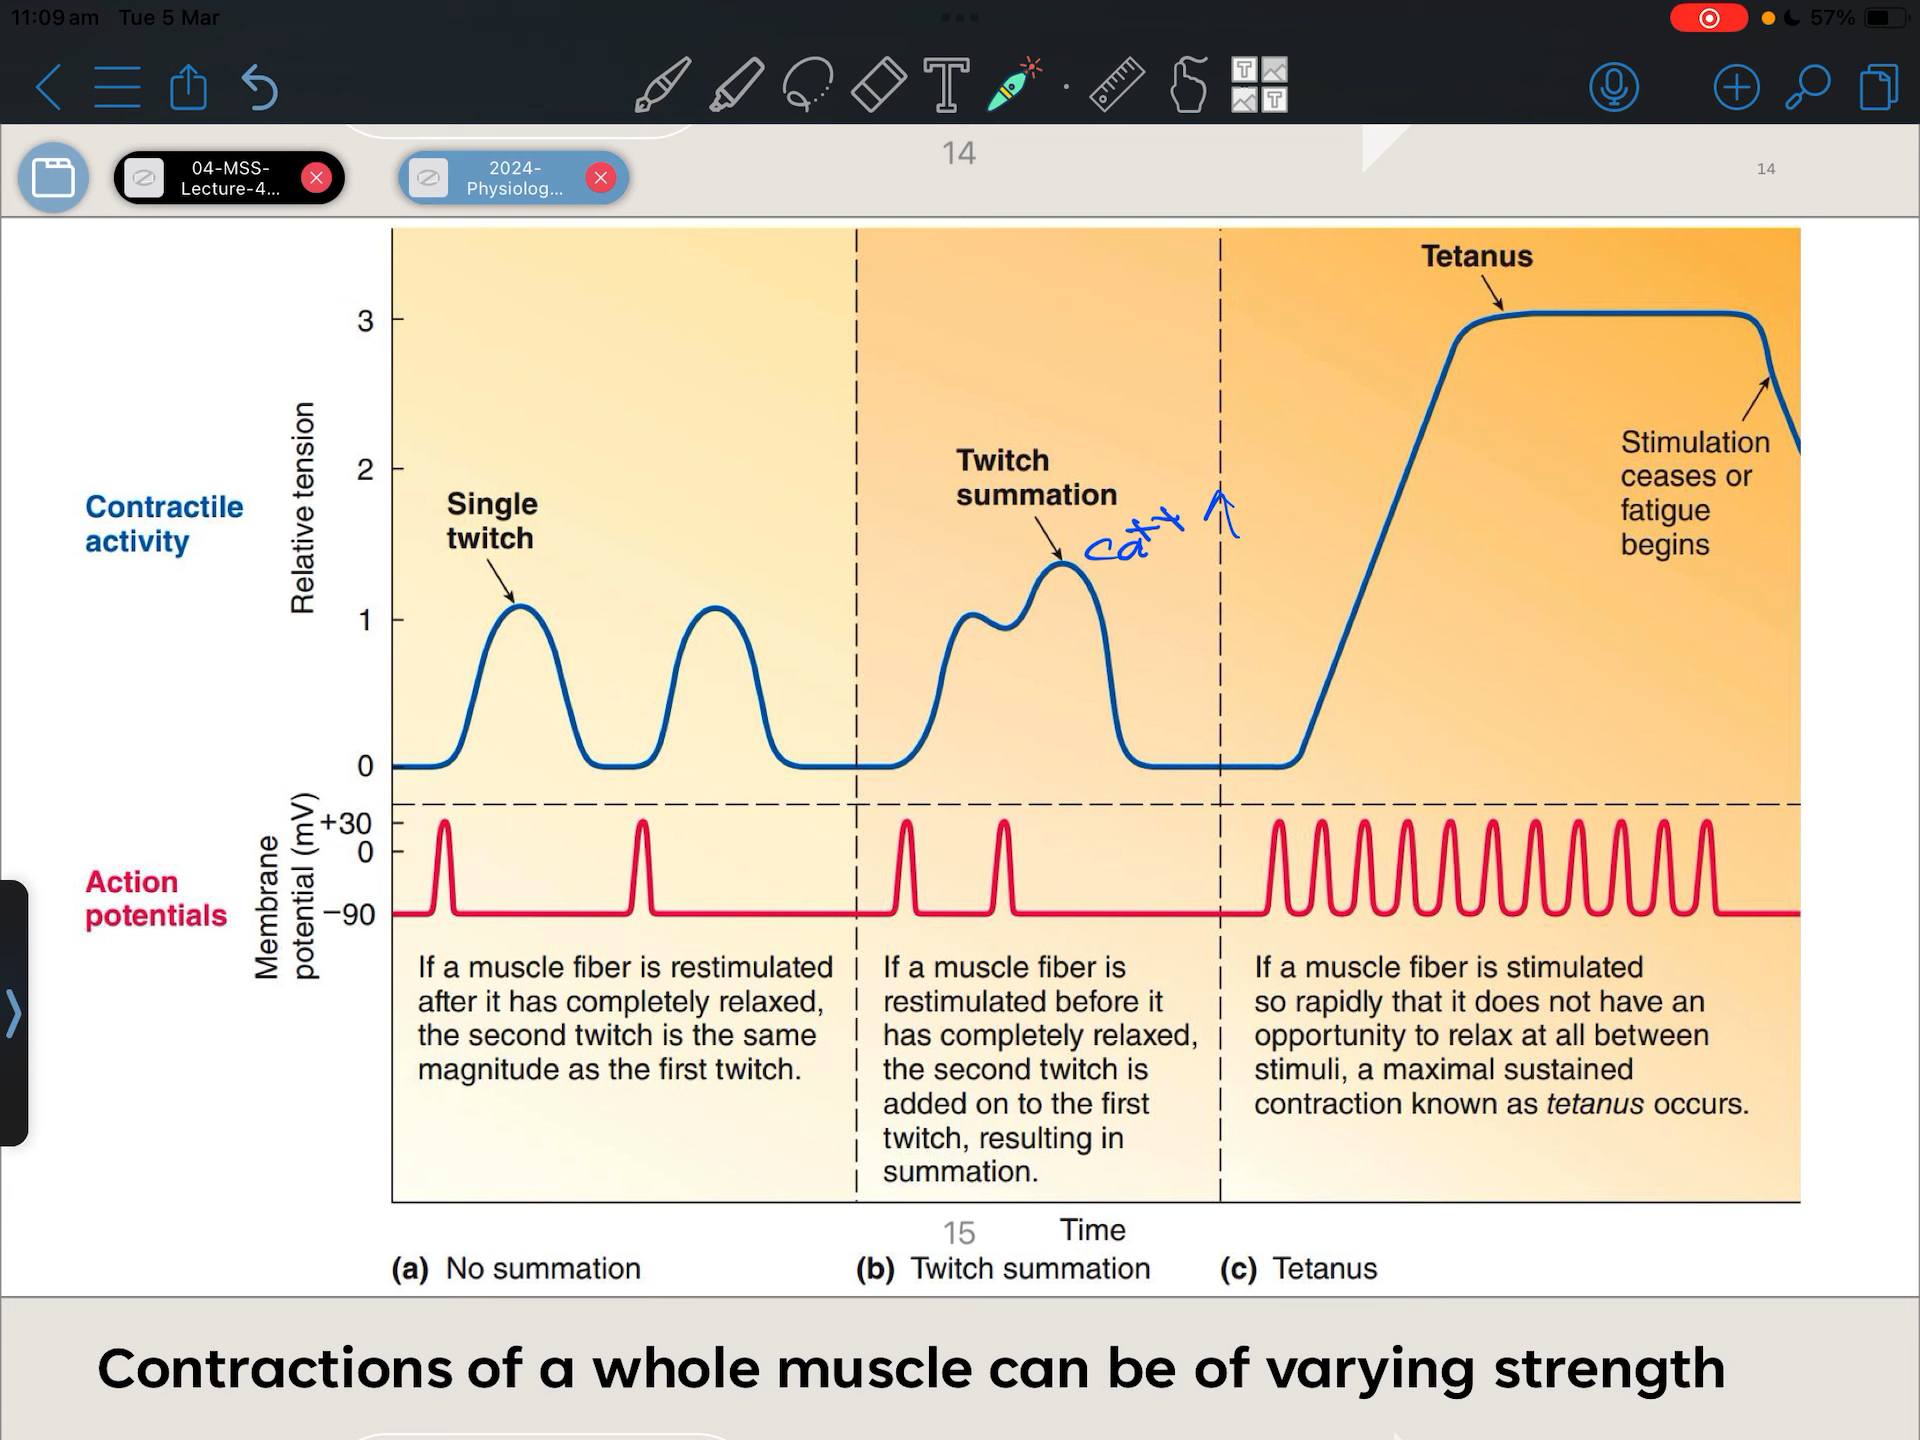 11:09 am Tue 5 Mar
57%
04-MSS-
Lecture-4...
2024-
Physiolog...
14
14
Tetanus
3
Relative tension
2
Twitch
summation
Ca++ ↑
Single
twitch
Stimulation
ceases or
fatigue
begins
Contractile
activity
1
0
Membrane
potential (mV)
+30
0
−90
Action
potentials
If a muscle fiber is restimulated
after it has completely relaxed,
the second twitch is the same
magnitude as the first twitch.
If a muscle fiber is
restimulated before it
has completely relaxed,
the second twitch is
added on to the first
twitch, resulting in
summation.
If a muscle fiber is stimulated
so rapidly that it does not have an
opportunity to relax at all between
stimuli, a maximal sustained
contraction known as tetanus occurs.
15
Time
(a) No summation
(b) Twitch summation
(c) Tetanus
Contractions of a whole muscle can be of varying strength